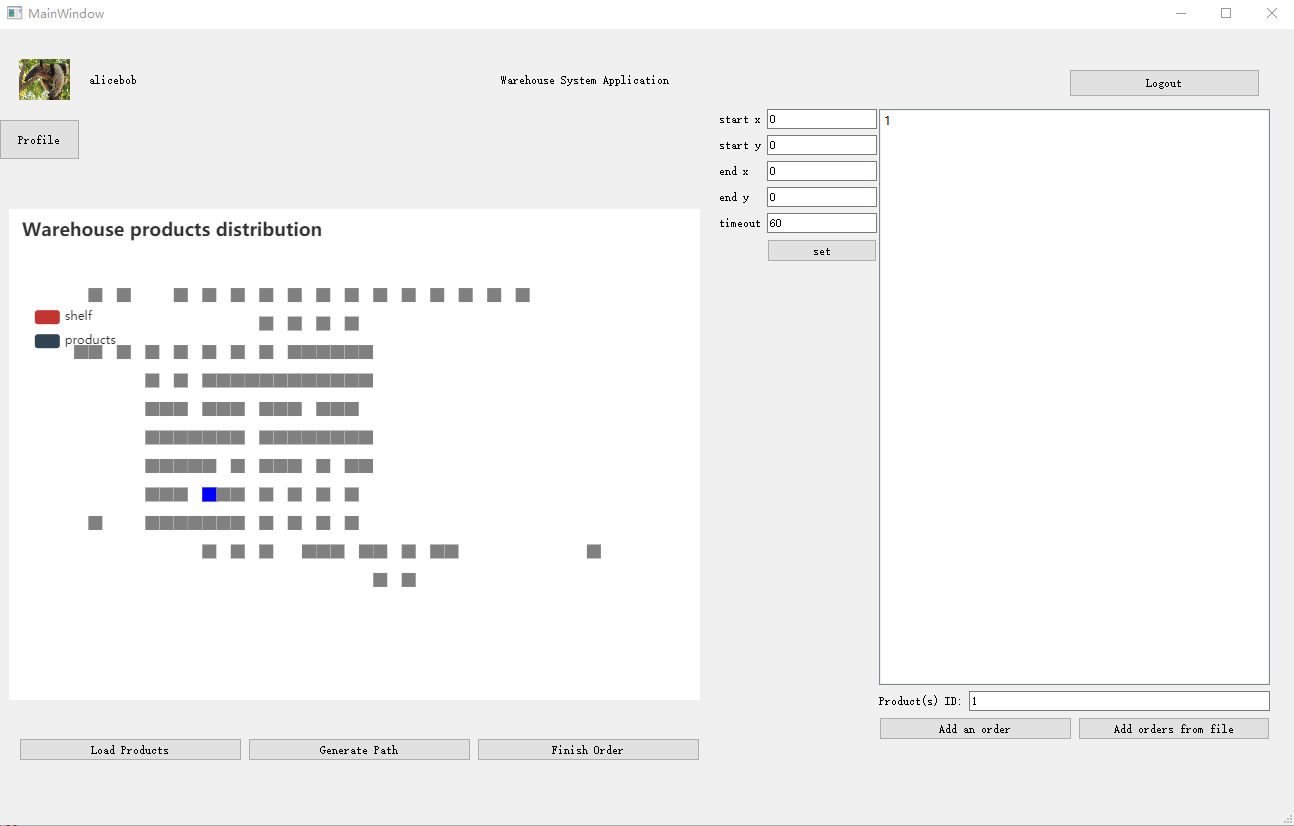 MainWindow
alicebob
Warehouse System Application
Logout
Profile
start x 0
start y 0
end x 0
end y 0
timeout 60
set
1
Warehouse products distribution
shelf
products
Product(s) ID: 1
Add an order
Add orders from file
Load Products
Generate Path
Finish Order